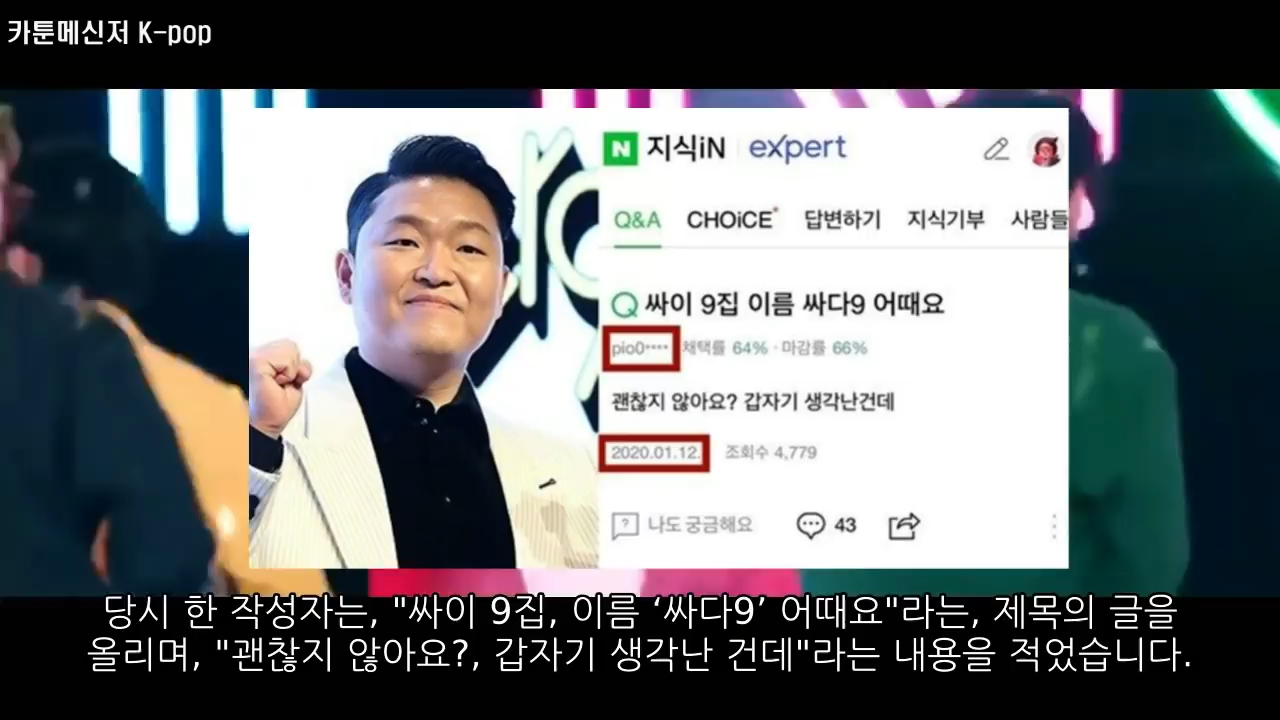 카툰메신저 K-pop
N 지식iN expert
Q&A CHOiCE 답변하기 지식기부 사람들
Q 싸이 9집 이름 싸다9 어때요
pio0**** 채택률 64% · 마감률 66%
괜찮지 않아요? 갑자기 생각난건데
2020.01.12. 조회수 4,779
? 나도 궁금해요 43
당시 한 작성자는, "싸이 9집, 이름 ‘싸다9’ 어때요"라는, 제목의 글을
올리며, "괜찮지 않아요?, 갑자기 생각난 건데"라는 내용을 적었습니다.